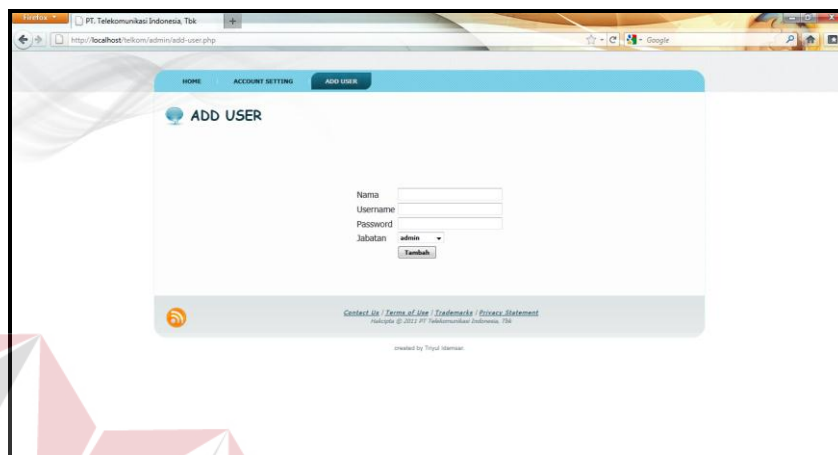 Firefox
PT. Telekomunikasi Indonesia, Tbk
http://localhost/telkom/admin/add-user.php
Google
HOME ACCOUNT SETTING ADD USER
ADD USER
Nama
Username
Password
Jabatan admin
Tambah
Contact Us | Terms of Use | Trademarks | Privacy Statement
Hakcipta © 2011 PT Telekomunikasi Indonesia, Tbk
created by Triyul